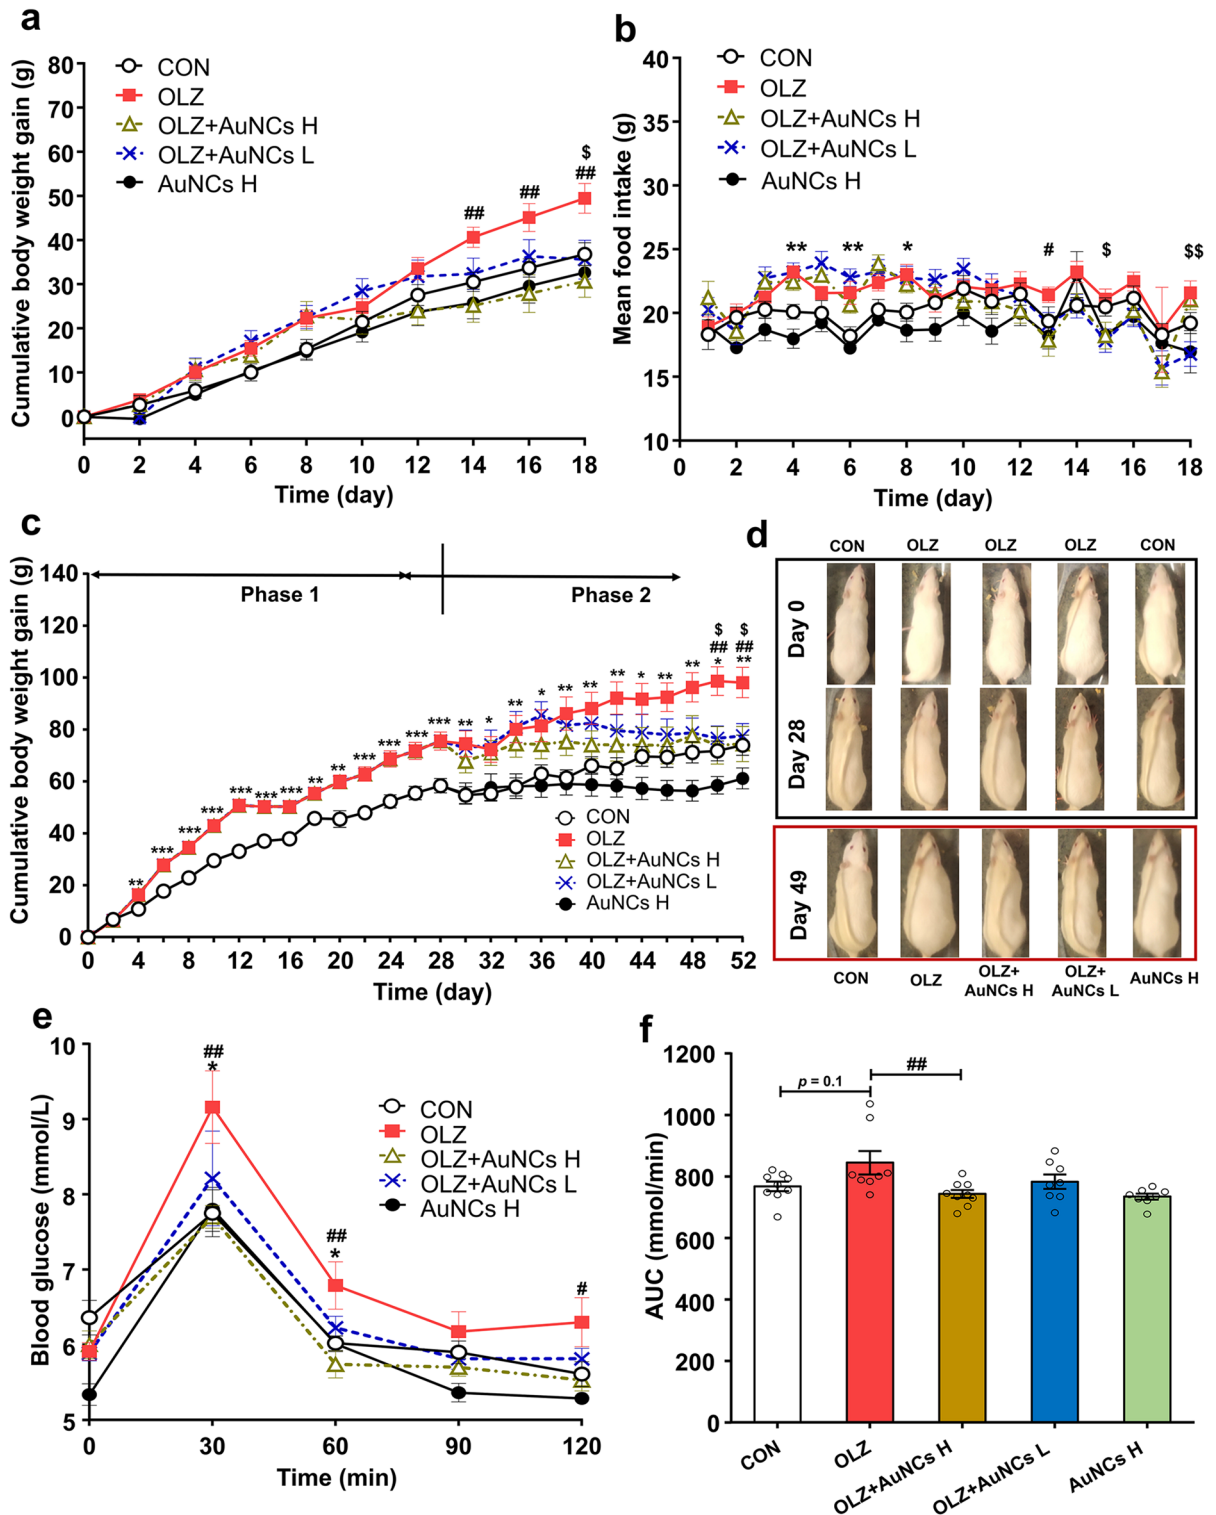 a
Cumulative body weight gain (g)
80
70
60
50
40
30
20
10
0
CON
OLZ
OLZ+AuNCs H
OLZ+AuNCs L
AuNCs H
##
##
$
##
0 2 4 6 8 10 12 14 16 18
Time (day)
b
Mean food intake (g)
40
35
30
25
20
15
10
CON
OLZ
OLZ+AuNCs H
OLZ+AuNCs L
AuNCs H
** ** * # $ $$
0 2 4 6 8 10 12 14 16 18
Time (day)
c
Cumulative body weight gain (g)
140
120
100
80
60
40
20
0
Phase 1
Phase 2
** *** *** *** *** *** *** ** ** *** *** *** *** ** * ** * ** ** ** * ** **
$
##
*
$
##
**
CON
OLZ
OLZ+AuNCs H
OLZ+AuNCs L
AuNCs H
0 4 8 12 16 20 24 28 32 36 40 44 48 52
Time (day)
d
CON OLZ OLZ OLZ CON
Day 0
Day 28
Day 49
CON
OLZ
OLZ+
AuNCs H
OLZ+
AuNCs L
AuNCs H
e
Blood glucose (mmol/L)
10
9
8
7
6
5
##
*
##
*
#
CON
OLZ
OLZ+AuNCs H
OLZ+AuNCs L
AuNCs H
0 30 60 90 120
Time (min)
f
AUC (mmol/min)
1200
1000
800
600
400
200
0
p = 0.1
##
CON
OLZ
OLZ+AuNCs H
OLZ+AuNCs L
AuNCs H